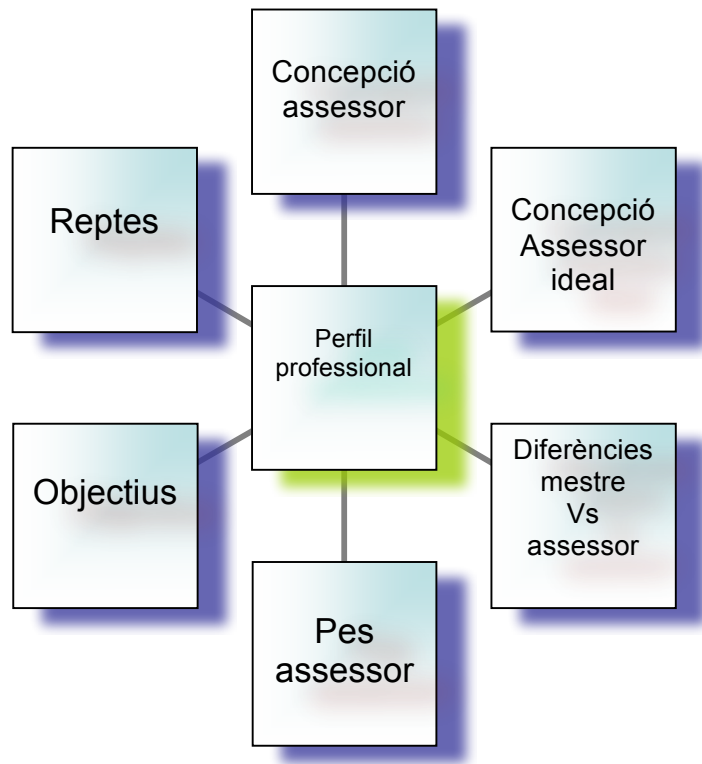 Concepció
assessor
Reptes
Concepció
Assessor
ideal
Perfil
professional
Objectius
Diferències
mestre
Vs
assessor
Pes
assessor